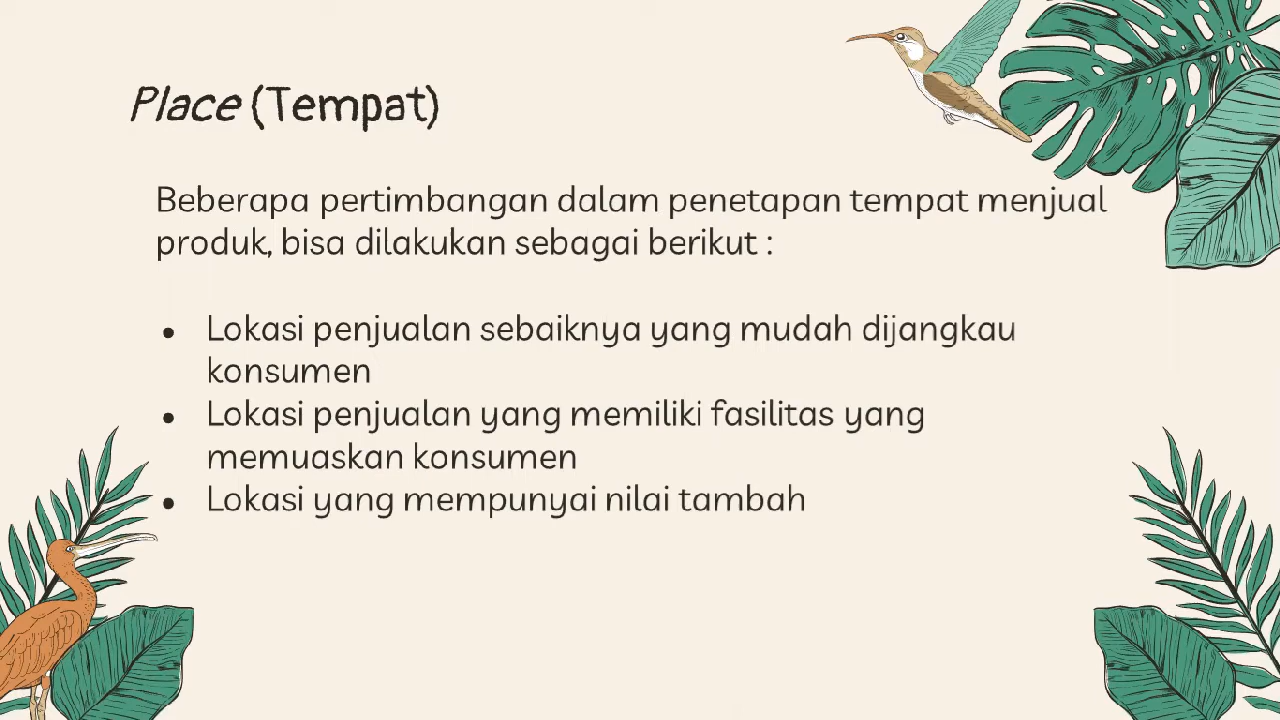 Place (Tempat)
Beberapa pertimbangan dalam penetapan tempat menjual
produk, bisa dilakukan sebagai berikut :
• Lokasi penjualan sebaiknya yang mudah dijangkau
konsumen
• Lokasi penjualan yang memiliki fasilitas yang
memuaskan konsumen
• Lokasi yang mempunyai nilai tambah